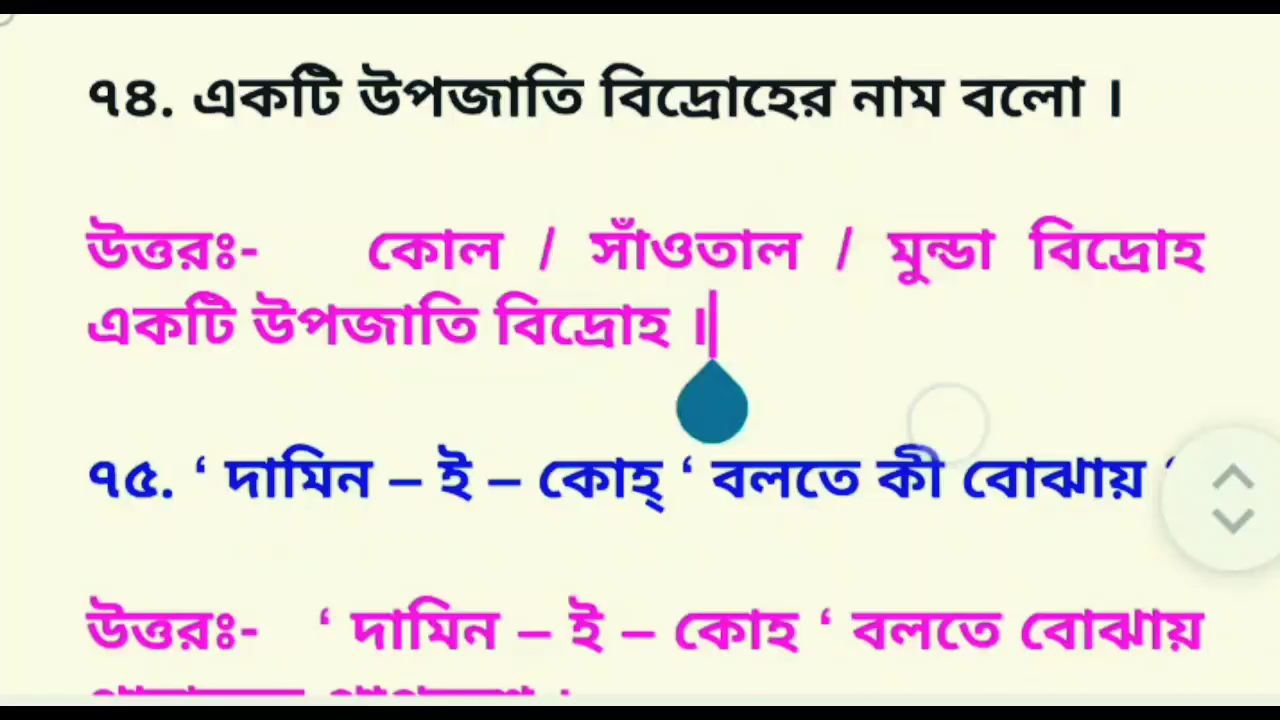 ৭৪. একটি উপজাতি বিদ্রোহের নাম বলো ।
উত্তরঃ- কোল / সাঁওতাল / মুন্ডা বিদ্রোহ
একটি উপজাতি বিদ্রোহ ।
৭৫. ‘ দামিন – ই – কোহ্ ‘ বলতে কী বোঝায়
উত্তরঃ- ‘ দামিন – ই – কোহ ‘ বলতে বোঝায়